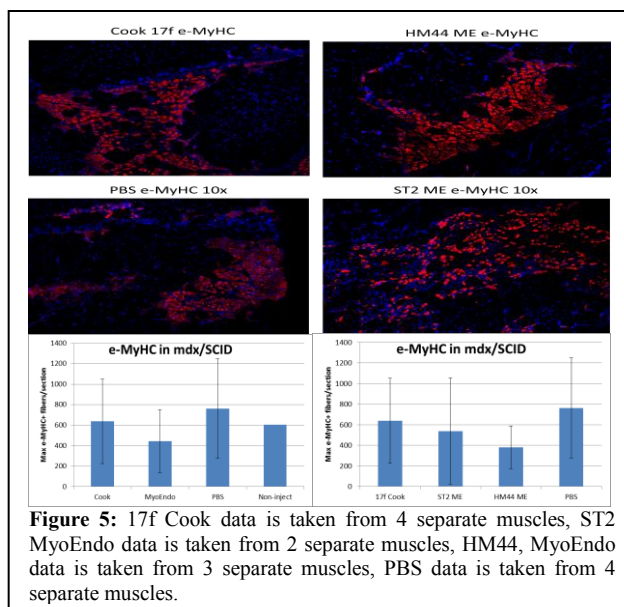 Cook 17f e-MyHC
HM44 ME e-MyHC
PBS e-MyHC 10x
ST2 ME e-MyHC 10x
e-MyHC in mdx/SCID
Max e-MyHC+ fibers/section
1400
1200
1000
800
600
400
200
0
Cook
MyoEndo
PBS
Non-inject
e-MyHC in mdx/SCID
Max e-MyHC+ fibers/section
1400
1200
1000
800
600
400
200
0
17f Cook
ST2 ME
HM44 ME
PBS
Figure 5: 17f Cook data is taken from 4 separate muscles, ST2
MyoEndo data is taken from 2 separate muscles, HM44, MyoEndo
data is taken from 3 separate muscles, PBS data is taken from 4
separate muscles.